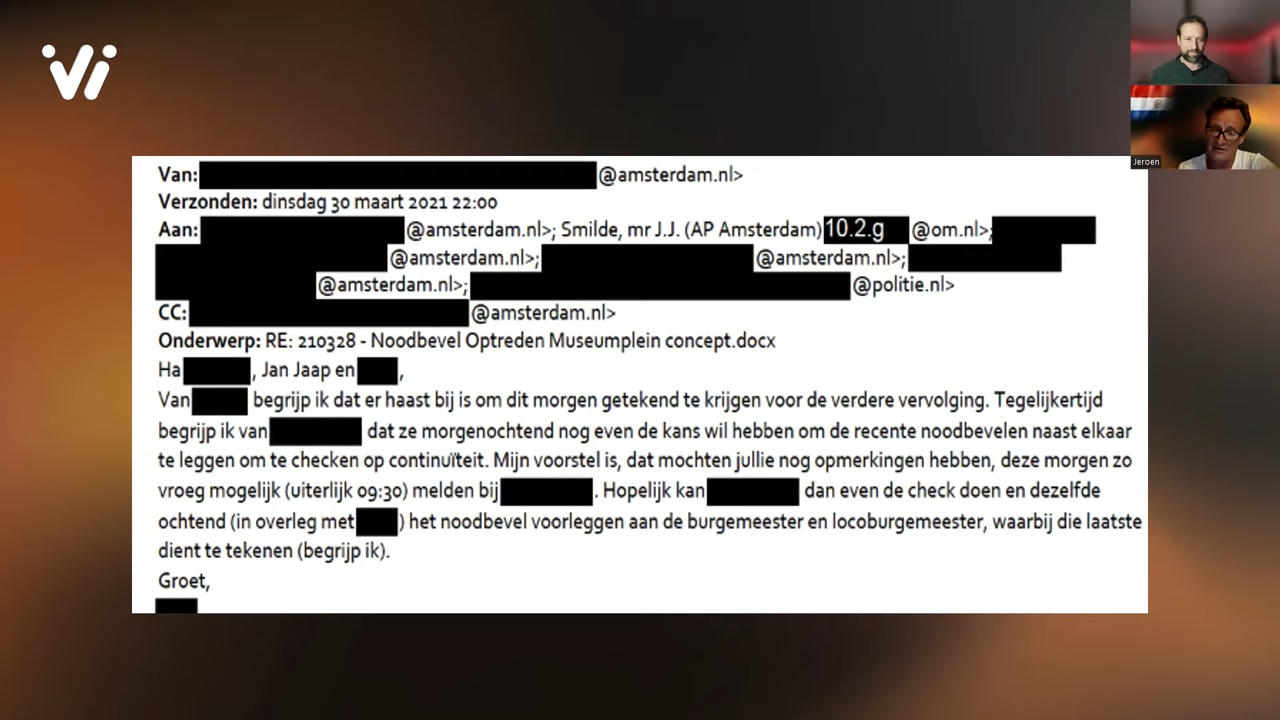 Vi
Jeroen
Van: @amsterdam.nl>
Verzonden: dinsdag 30 maart 2021 22:00
Aan: @amsterdam.nl>; Smilde, mr J.J. (AP Amsterdam) 10.2.g @om.nl>;
@amsterdam.nl>; @amsterdam.nl>;
@amsterdam.nl>; @politie.nl>
CC: @amsterdam.nl>
Onderwerp: RE: 210328 - Noodbevel Optreden Museumplein concept.docx
Ha , Jan Jaap en ,
Van begrijp ik dat er haast bij is om dit morgen getekend te krijgen voor de verdere vervolging. Tegelijkertijd
begrijp ik van dat ze morgenochtend nog even de kans wil hebben om de recente noodbevelen naast elkaar
te leggen om te checken op continuïteit. Mijn voorstel is, dat mochten jullie nog opmerkingen hebben, deze morgen zo
vroeg mogelijk (uiterlijk 09:30) melden bij . Hopelijk kan dan even de check doen en dezelfde
ochtend (in overleg met ) het noodbevel voorleggen aan de burgemeester en locoburgemeester, waarbij die laatste
dient te tekenen (begrijp ik).
Groet,